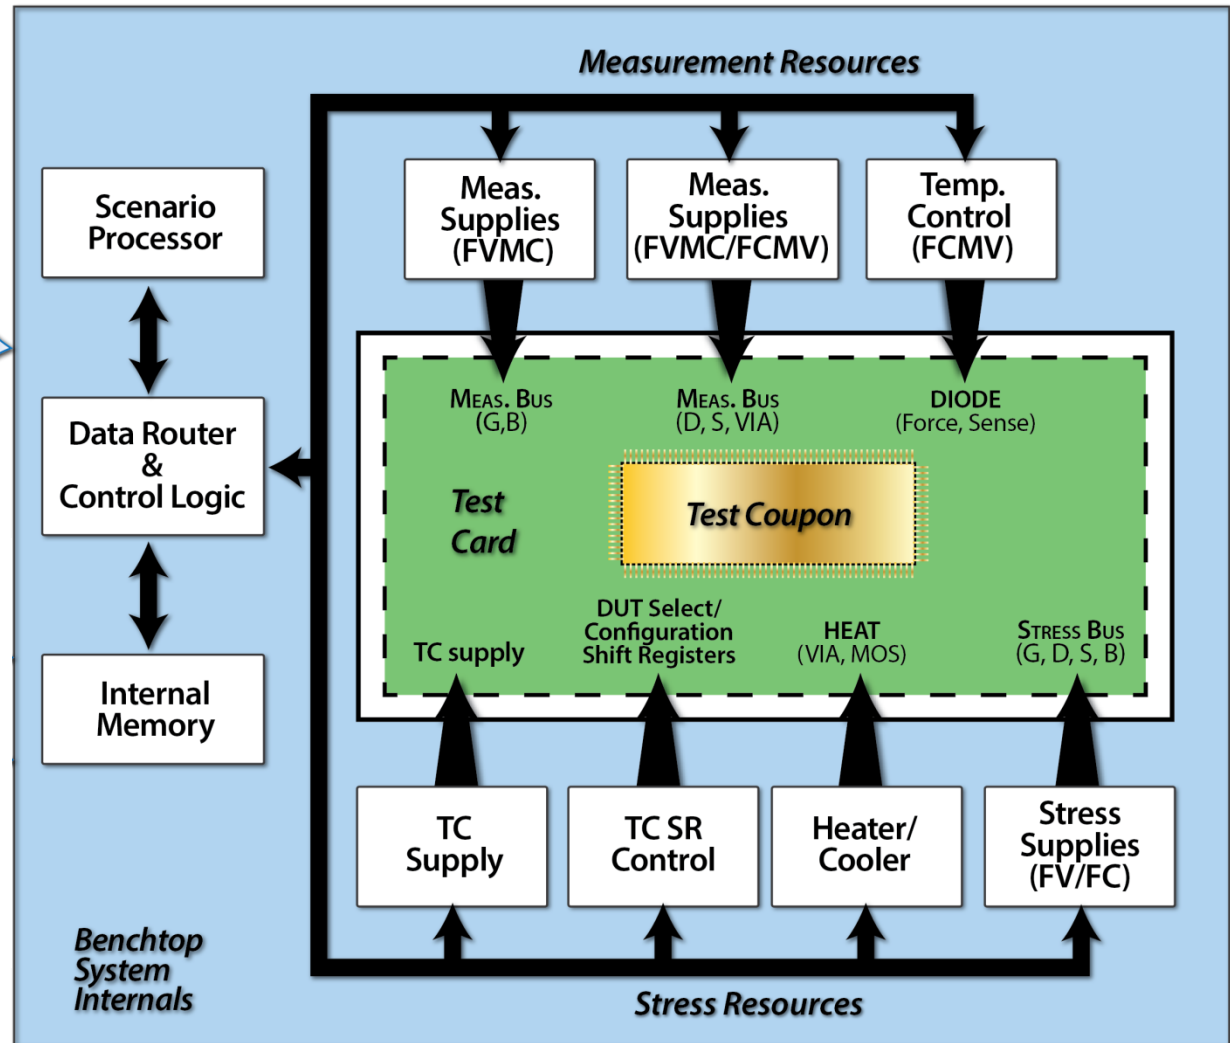 Measurement Resources
Scenario
Processor
Meas.
Supplies
(FVMC)
Meas.
Supplies
(FVMC/FCMV)
Temp.
Control
(FCMV)
Data Router
&
Control Logic
Meas. Bus
(G,B)
Meas. Bus
(D, S, VIA)
DIODE
(Force, Sense)
Test
Card
Test Coupon
TC supply
DUT Select/
Configuration
Shift Registers
HEAT
(VIA, MOS)
Stress Bus
(G, D, S, B)
Internal
Memory
TC
Supply
TC SR
Control
Heater/
Cooler
Stress
Supplies
(FV/FC)
Benchtop
System
Internals
Stress Resources